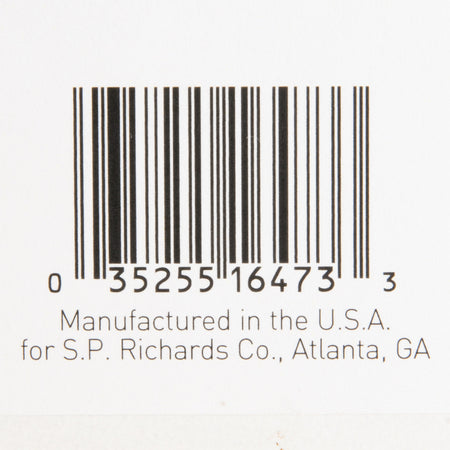 0 35255 16473 3
Manufactured in the U.S.A.
for S.P. Richards Co., Atlanta, GA